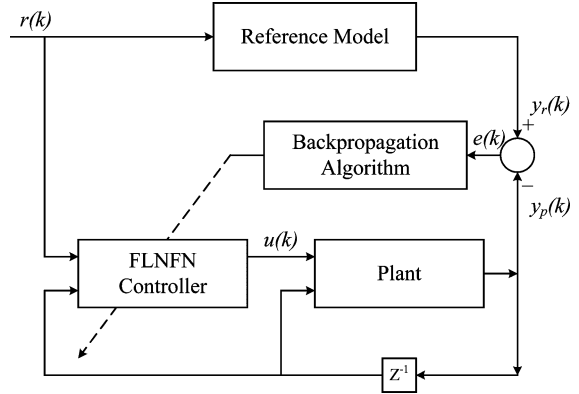 r(k)
Reference Model
y_r(k)
+
e(k)
Backpropagation
Algorithm
−
y_p(k)
u(k)
FLNFN
Controller
Plant
Z^-1